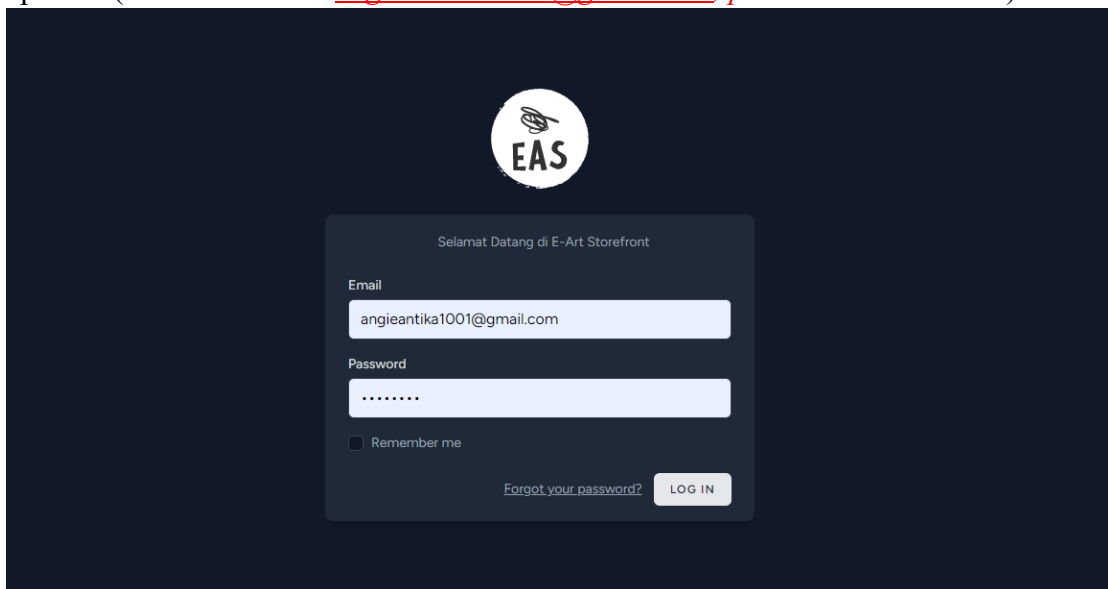 EAS
Selamat Datang di E-Art Storefront
Email
angieantika1001@gmail.com
Password
••••••••
Remember me
Forgot your password? LOG IN